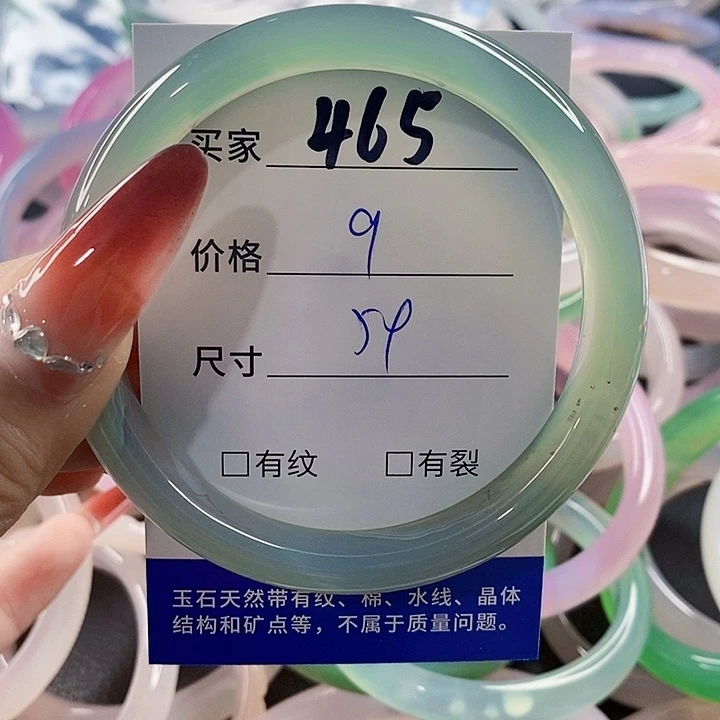 买家 465
价格 9
尺寸 54
□有纹 □有裂
玉石天然带有纹、棉、水线、晶体
结构和矿点等，不属于质量问题。